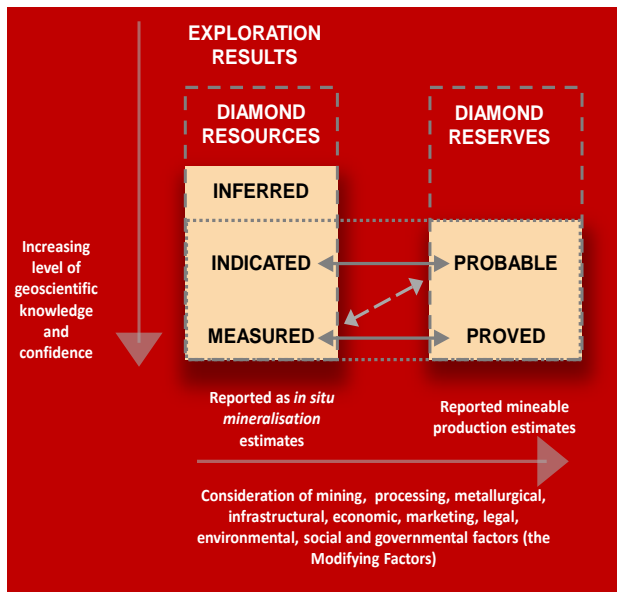 EXPLORATION
RESULTS
DIAMOND
RESOURCES
DIAMOND
RESERVES
INFERRED
INDICATED
PROBABLE
MEASURED
PROVED
Increasing
level of
geoscientific
knowledge
and
confidence
Reported as in situ
mineralisation
estimates
Reported mineable
production estimates
Consideration of mining, processing, metallurgical,
infrastructural, economic, marketing, legal,
environmental, social and governmental factors (the
Modifying Factors)